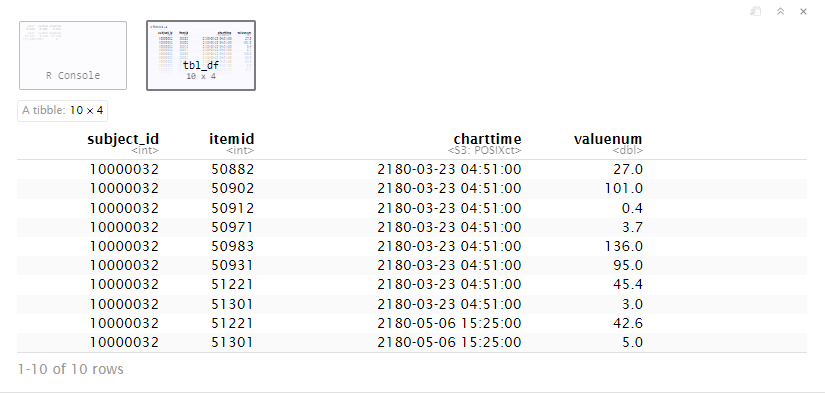 R Console
tbl_df
10 x 4
A tibble: 10 × 4
subject_id itemid charttime valuenum
<int> <int> <S3: POSIXct> <dbl>
10000032 50882 2180-03-23 04:51:00 27.0
10000032 50902 2180-03-23 04:51:00 101.0
10000032 50912 2180-03-23 04:51:00 0.4
10000032 50971 2180-03-23 04:51:00 3.7
10000032 50983 2180-03-23 04:51:00 136.0
10000032 50931 2180-03-23 04:51:00 95.0
10000032 51221 2180-03-23 04:51:00 45.4
10000032 51301 2180-03-23 04:51:00 3.0
10000032 51221 2180-05-06 15:25:00 42.6
10000032 51301 2180-05-06 15:25:00 5.0
1-10 of 10 rows